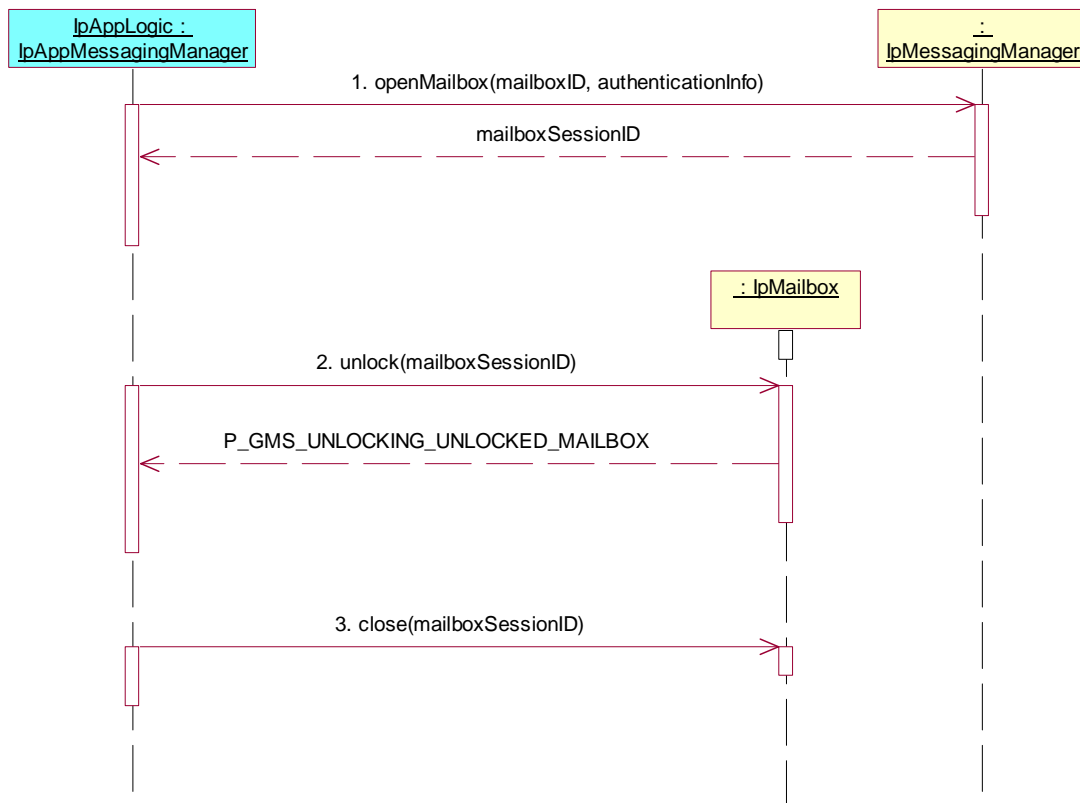 IpAppLogic :
IpAppMessagingManager
:
IpMessagingManager
1. openMailbox(mailboxID, authenticationInfo)
mailboxSessionID
: IpMailbox
2. unlock(mailboxSessionID)
P_GMS_UNLOCKING_UNLOCKED_MAILBOX
3. close(mailboxSessionID)